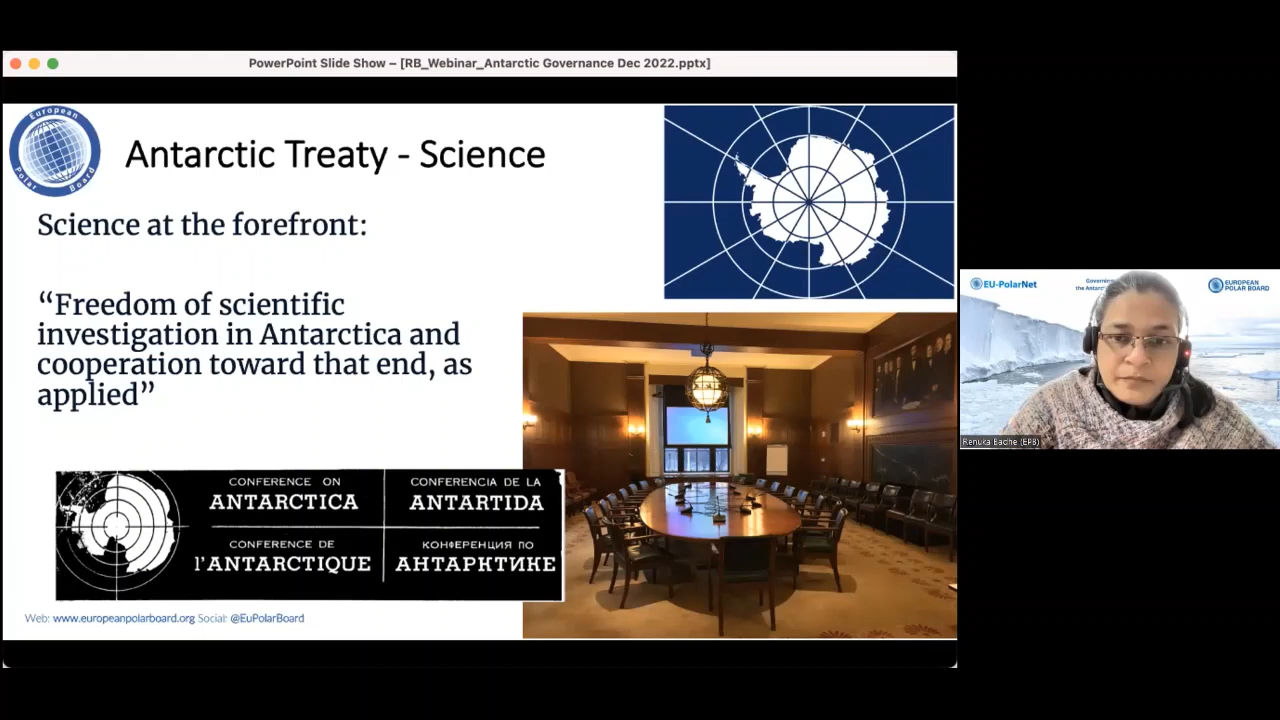 PowerPoint Slide Show – [RB_Webinar_Antarctic Governance Dec 2022.pptx]
European
Polar Board
Antarctic Treaty - Science
Science at the forefront:
“Freedom of scientific
investigation in Antarctica and
cooperation toward that end, as
applied”
CONFERENCE ON
ANTARCTICA
CONFERENCIA DE LA
ANTARTIDA
CONFERENCE DE
l'ANTARCTIQUE
КОНФЕРЕНЦИЯ ПО
АНТАРКТИКЕ
Web: www.europeanpolarboard.org Social: @EuPolarBoard
EU-PolarNet
the Antarc
EUROPEAN
POLAR BOARD
Renuka Badhe (EPB)